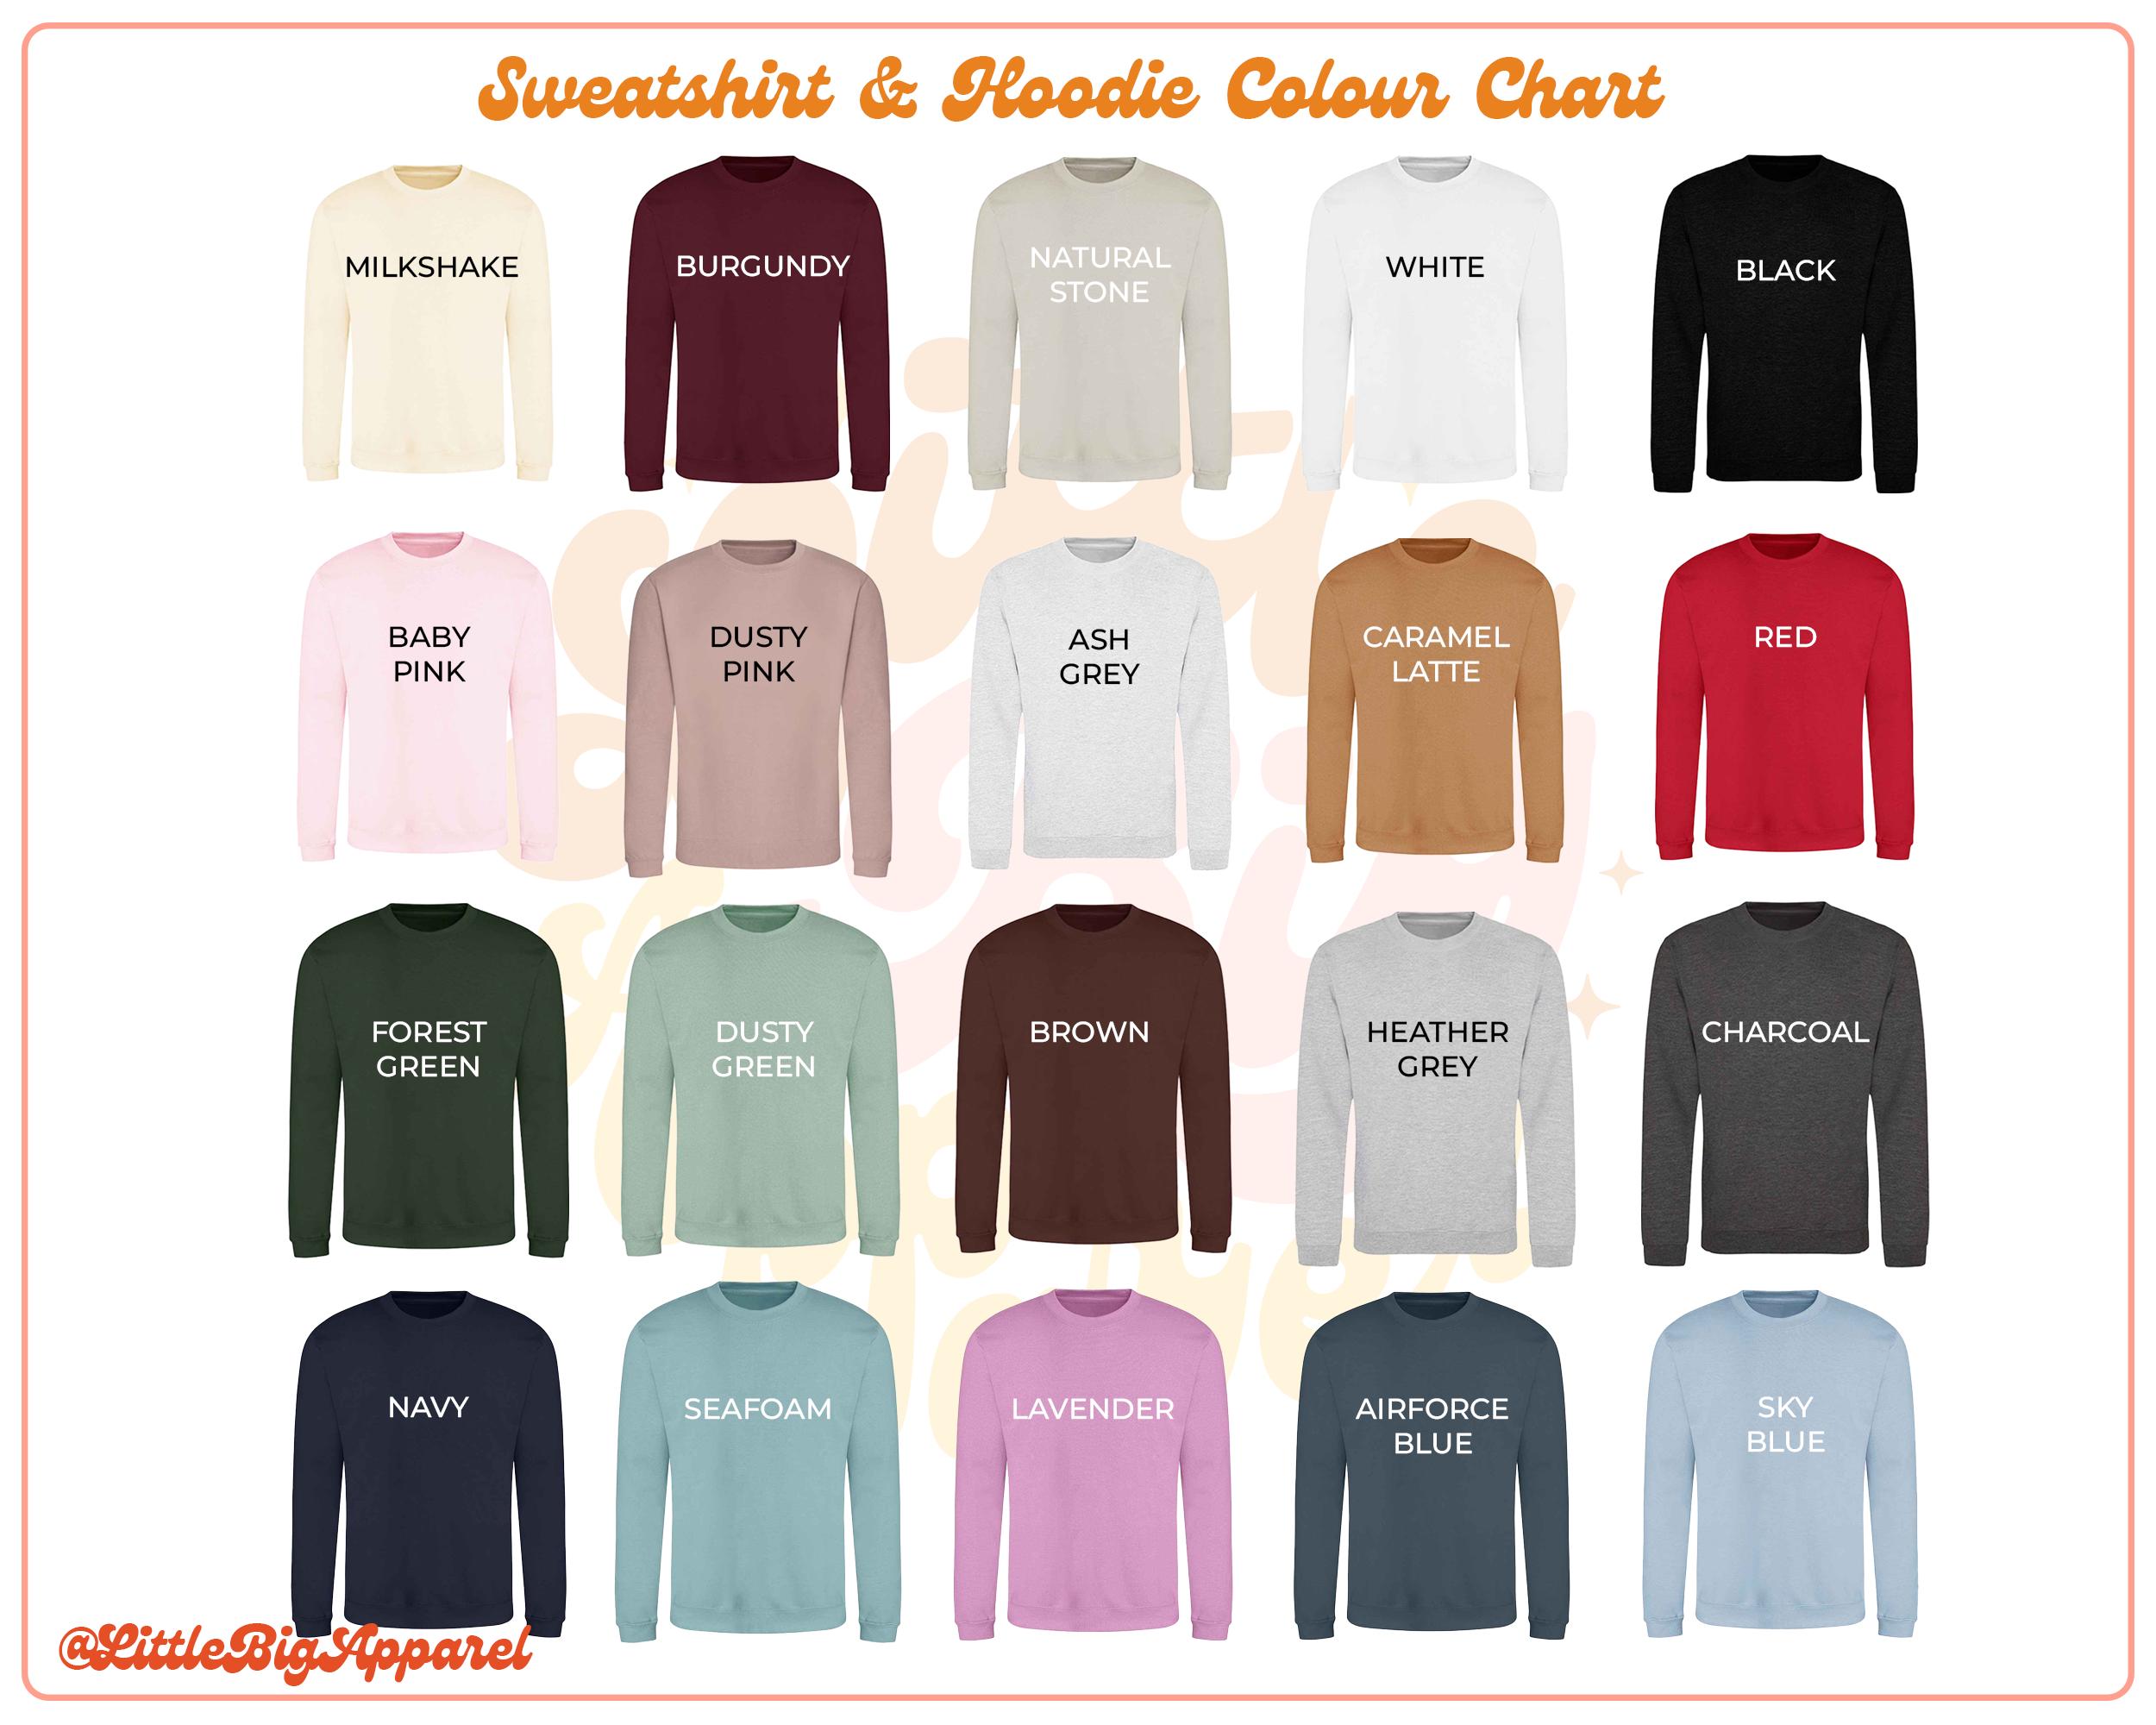 Sweatshirt & Hoodie Colour Chart
MILKSHAKE
BURGUNDY
NATURAL
STONE
WHITE
BLACK
BABY
PINK
DUSTY
PINK
ASH
GREY
CARAMEL
LATTE
RED
FOREST
GREEN
DUSTY
GREEN
BROWN
HEATHER
GREY
CHARCOAL
NAVY
SEAFOAM
LAVENDER
AIRFORCE
BLUE
SKY
BLUE
@LittleBigApparel